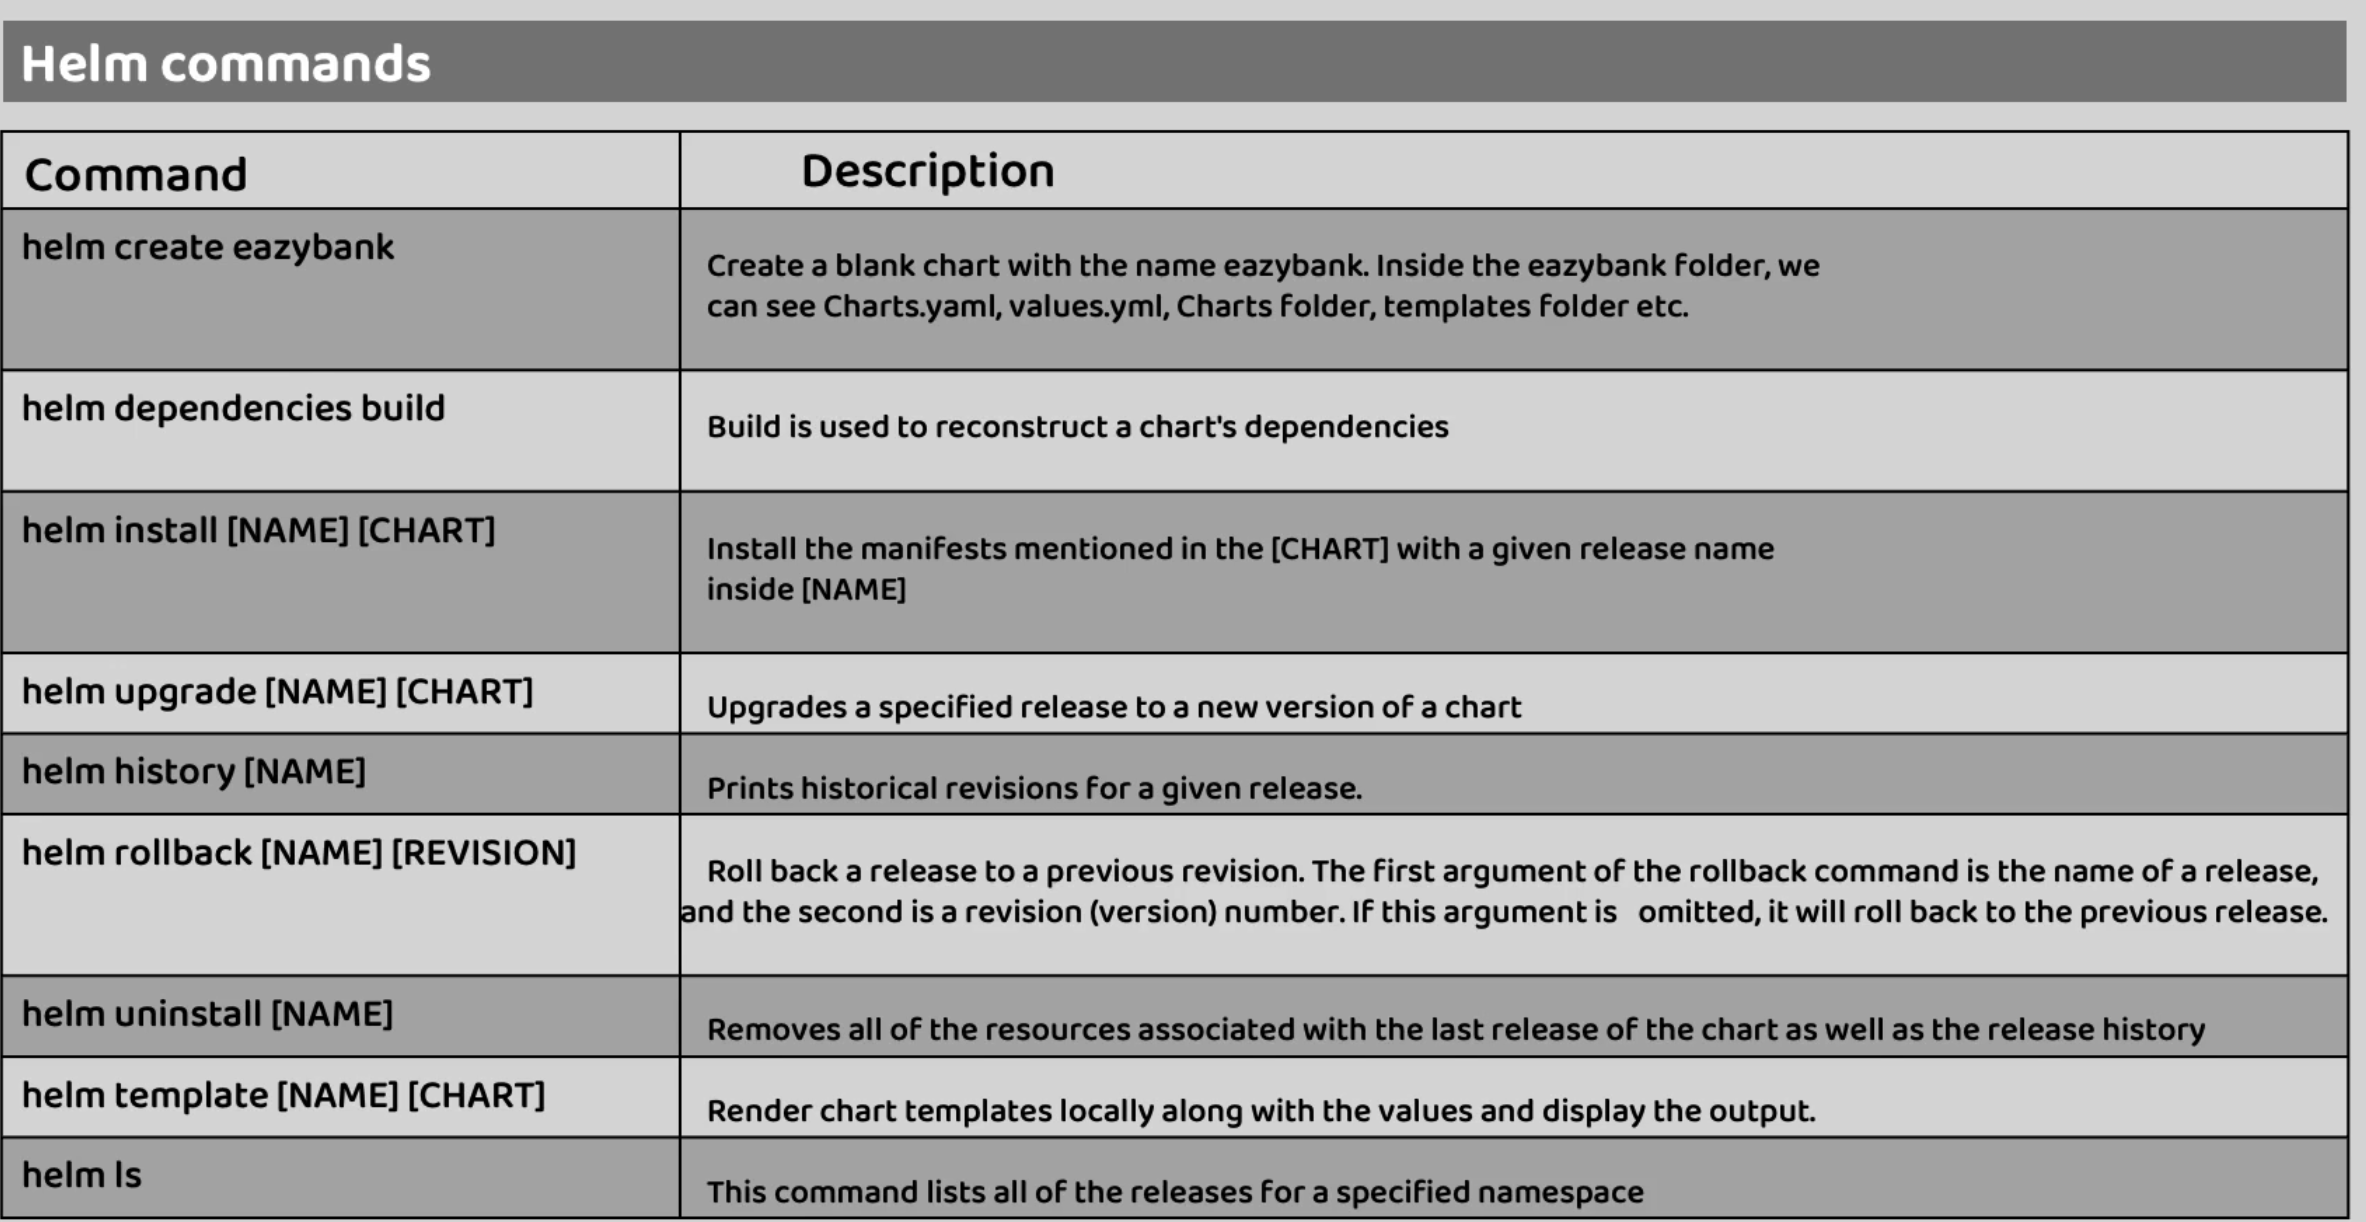 Helm commands
Command
Description
helm create eazybank
Create a blank chart with the name eazybank. Inside the eazybank folder, we
can see Charts.yaml, values.yml, Charts folder, templates folder etc.
helm dependencies build
Build is used to reconstruct a chart's dependencies
helm install [NAME] [CHART]
Install the manifests mentioned in the [CHART] with a given release name
inside [NAME]
helm upgrade [NAME] [CHART]
Upgrades a specified release to a new version of a chart
helm history [NAME]
Prints historical revisions for a given release.
helm rollback [NAME] [REVISION]
Roll back a release to a previous revision. The first argument of the rollback command is the name of a release,
and the second is a revision (version) number. If this argument is omitted, it will roll back to the previous release.
helm uninstall [NAME]
Removes all of the resources associated with the last release of the chart as well as the release history
helm template [NAME] [CHART]
Render chart templates locally along with the values and display the output.
helm ls
This command lists all of the releases for a specified namespace